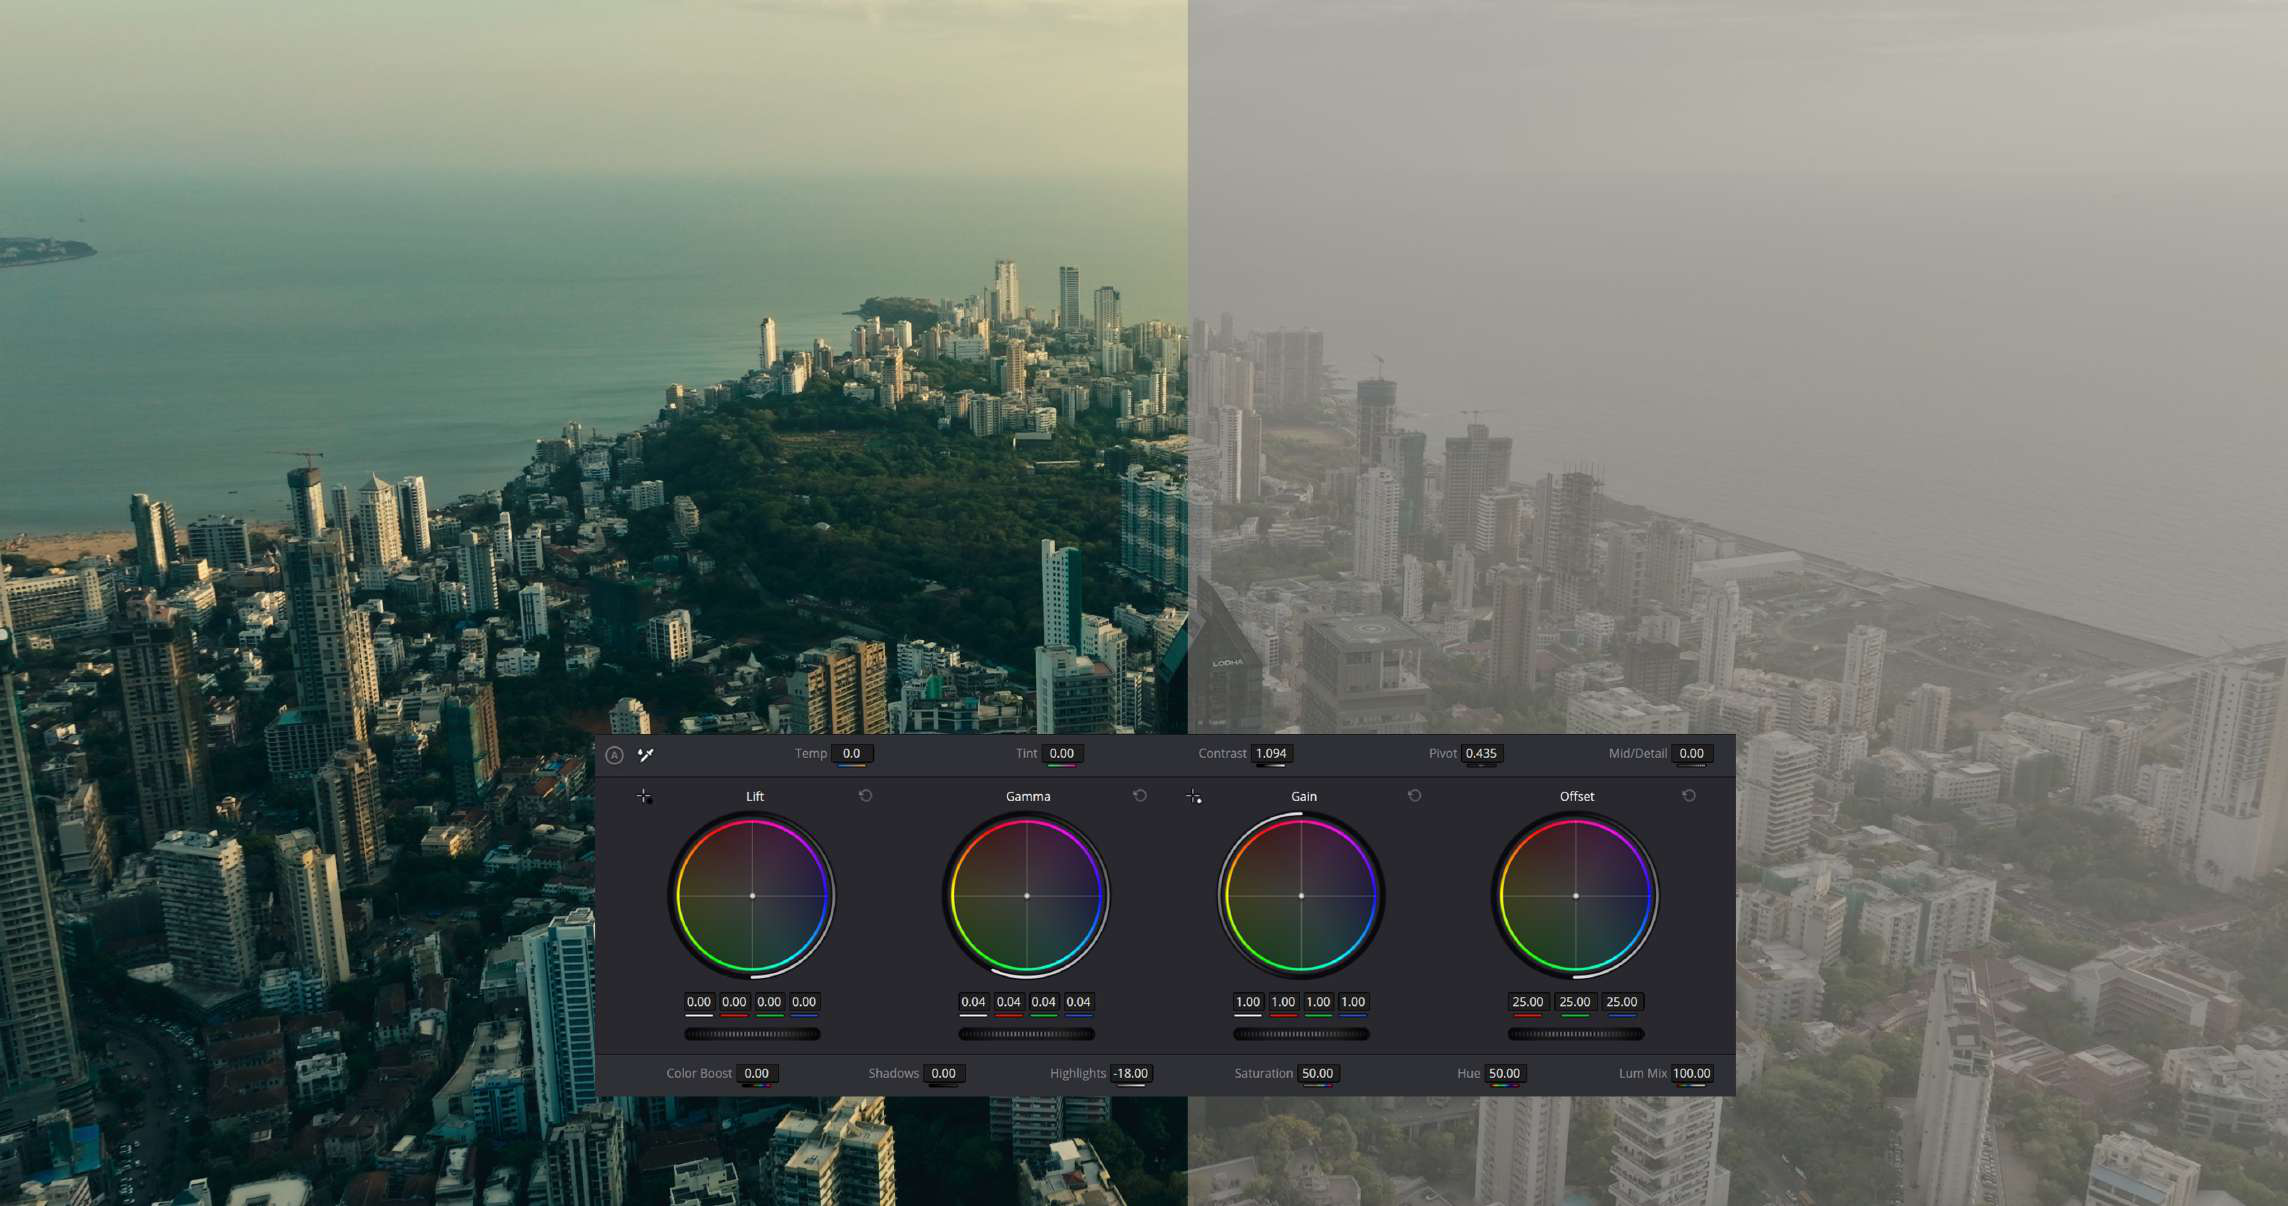 LODHA
A Temp 0.0 Tint 0.00 Contrast 1.094 Pivot 0.435 Mid/Detail 0.00
Lift Gamma Gain Offset
0.00 0.00 0.00 0.00 0.04 0.04 0.04 0.04 1.00 1.00 1.00 1.00 25.00 25.00 25.00
Color Boost 0.00 Shadows 0.00 Highlights -18.00 Saturation 50.00 Hue 50.00 Lum Mix 100.00